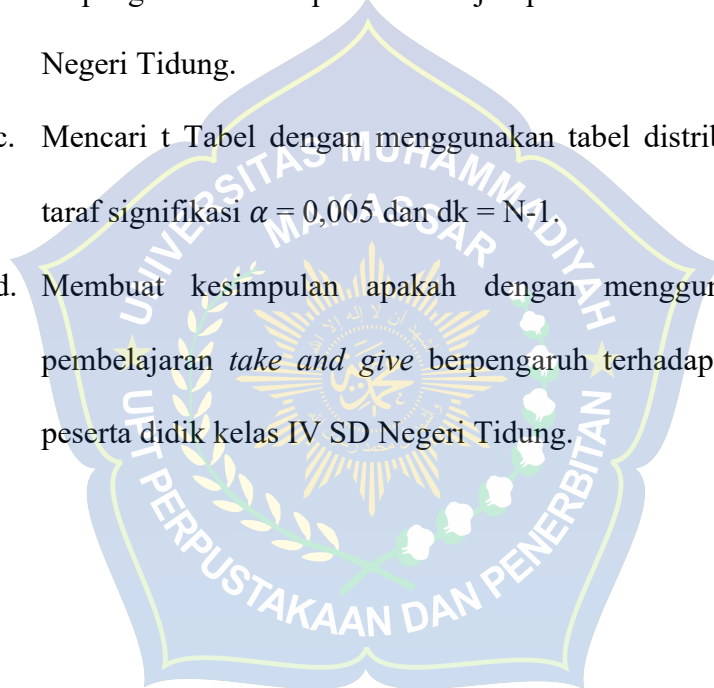 Negeri Tidung.
c. Mencari t Tabel dengan menggunakan tabel
taraf signifikasi 𝛼 = 0,005 dan dk = N-1.
d. Membuat kesimpulan apakah dengan
pembelajaran take and give berpengaruh terhadap
peserta didik kelas IV SD Negeri Tidung.
UNIVERSITAS MUHAMMADIYAH
MAKASSAR
UPT PERPUSTAKAAN DAN PENERBITAN